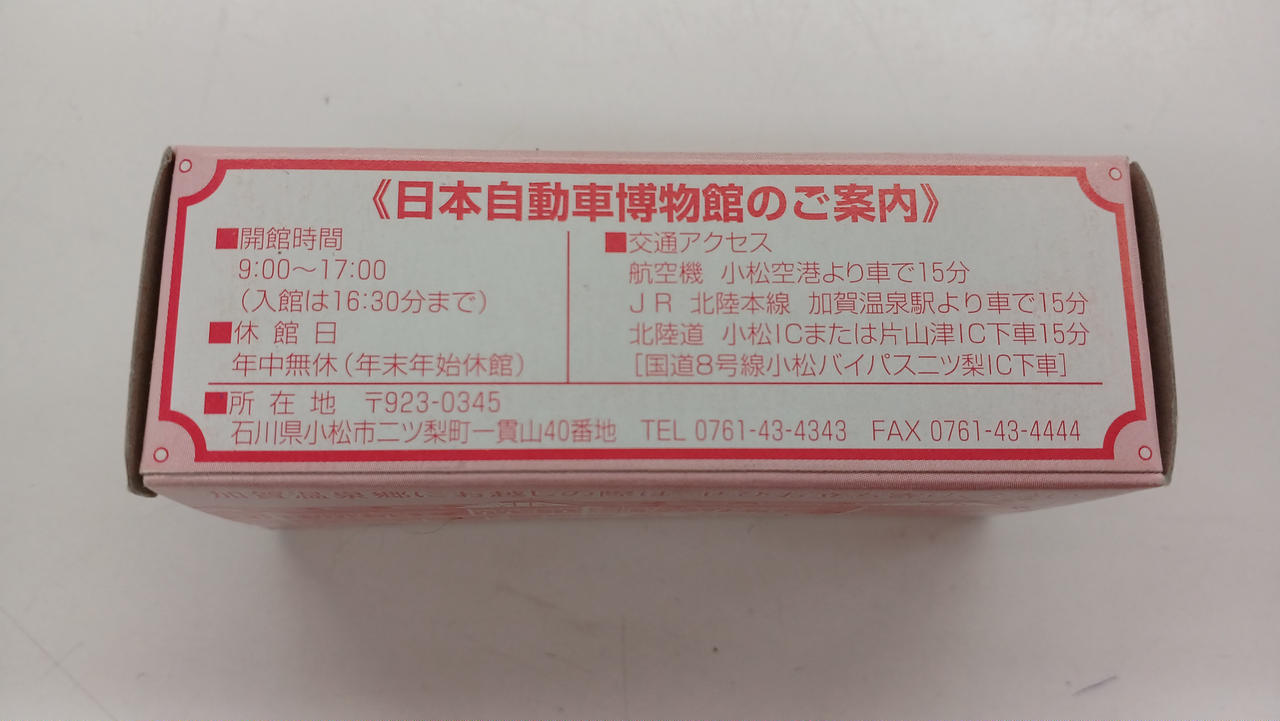 《日本自動車博物館のご案内》
■開館時間
9:00～17:00
（入館は16:30分まで）
■休 館 日
年中無休（年末年始休館）
■交通アクセス
航空機 小松空港より車で15分
JR 北陸本線 加賀温泉駅より車で15分
北陸道 小松ICまたは片山津IC下車15分
［国道8号線小松バイパス二ツ梨IC下車］
■所 在 地 〒923-0345
石川県小松市二ツ梨町一貫山40番地 TEL 0761-43-4343 FAX 0761-43-4444